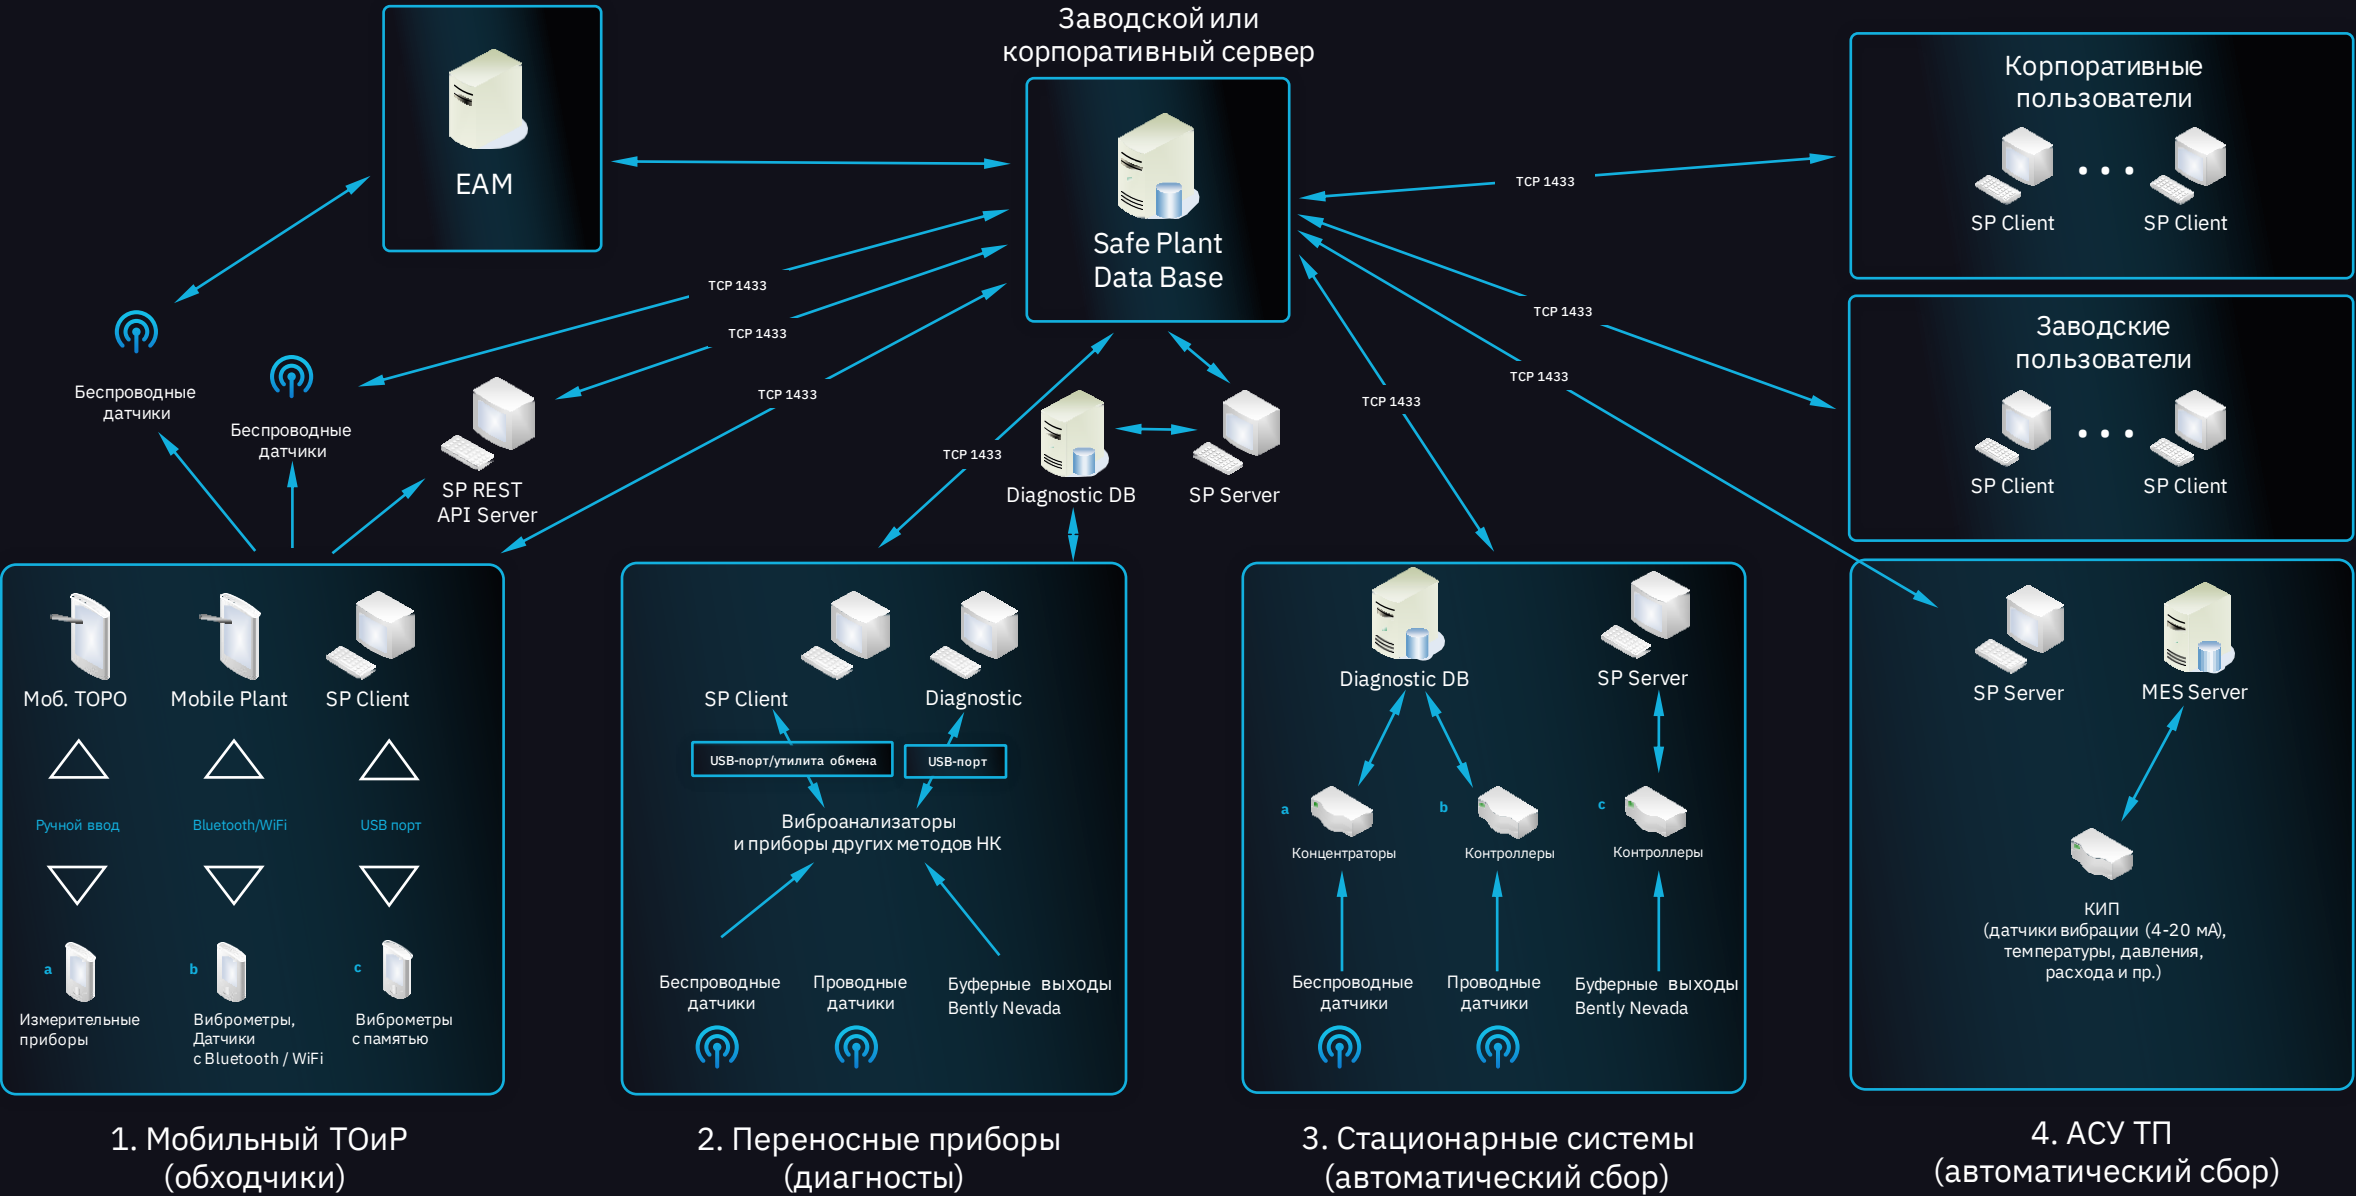 Заводской или
корпоративный сервер
EAM
Safe Plant
Data Base
Корпоративные
пользователи
SP Client
SP Client
TCP 1433
TCP 1433
TCP 1433
TCP 1433
TCP 1433
TCP 1433
TCP 1433
TCP 1433
Заводские
пользователи
SP Client
SP Client
Беспроводные
датчики
Беспроводные
датчики
SP REST
API Server
Diagnostic DB
SP Server
Моб. ТОРО
Mobile Plant
SP Client
Ручной ввод
Bluetooth/WiFi
USB порт
a
b
c
Измерительные
приборы
Виброметры,
Датчики
с Bluetooth / WiFi
Виброметры
с памятью
1. Мобильный ТОиР
(обходчики)
SP Client
Diagnostic
USB-порт/утилита обмена
USB-порт
Виброанализаторы
и приборы других методов НК
Беспроводные
датчики
Проводные
датчики
Буферные выходы
Bently Nevada
2. Переносные приборы
(диагносты)
Diagnostic DB
SP Server
a
b
c
Концентраторы
Контроллеры
Контроллеры
Беспроводные
датчики
Проводные
датчики
Буферные выходы
Bently Nevada
3. Стационарные системы
(автоматический сбор)
SP Server
MES Server
КИП
(датчики вибрации (4-20 мА),
температуры, давления,
расхода и пр.)
4. АСУ ТП
(автоматический сбор)